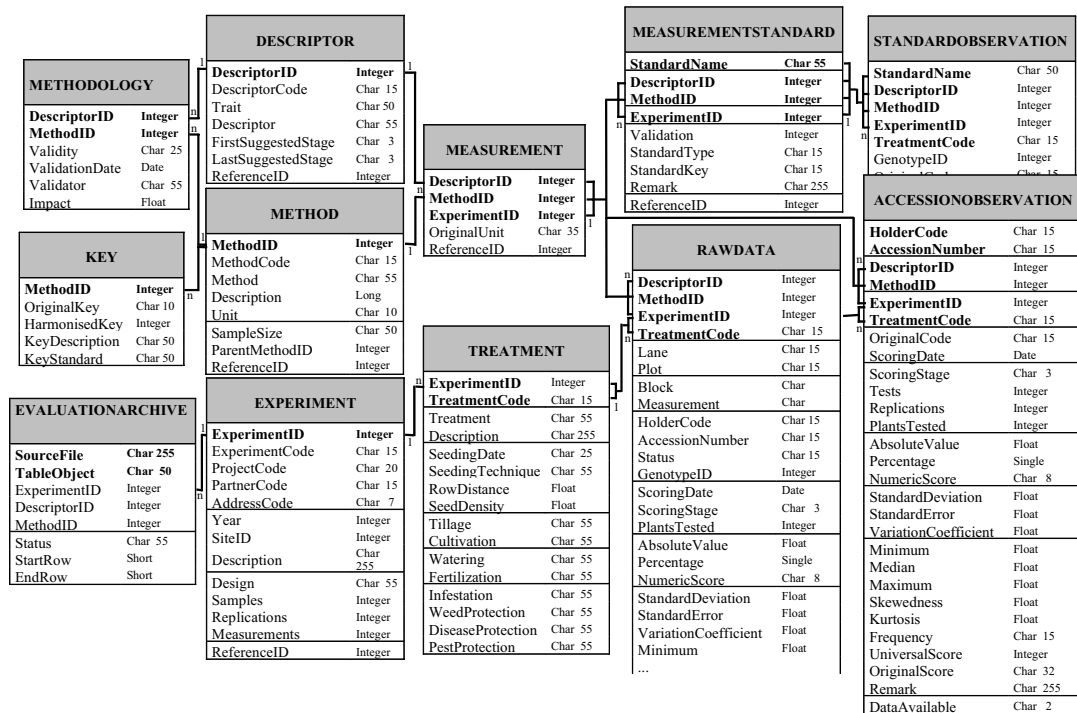 METHODOLOGY
DescriptorID Integer
MethodID Integer
Validity Char 25
ValidationDate Date
Validator Char 55
Impact Float
KEY
MethodID Integer
OriginalKey Char 10
HarmonisedKey Integer
KeyDescription Char 50
KeyStandard Char 50
EVALUATIONARCHIVE
SourceFile Char 255
TableObject Char 50
ExperimentID Integer
DescriptorID Integer
MethodID Integer
Status Char 55
StartRow Short
EndRow Short
DESCRIPTOR
DescriptorID Integer
DescriptorCode Char 15
Trait Char 50
Descriptor Char 55
FirstSuggestedStage Char 3
LastSuggestedStage Char 3
ReferenceID Integer
METHOD
MethodID Integer
MethodCode Char 15
Method Char 55
Description Long
Unit Char 10
SampleSize Char 50
ParentMethodID Integer
ReferenceID Integer
EXPERIMENT
ExperimentID Integer
ExperimentCode Char 15
ProjectCode Char 20
PartnerCode Char 15
AddressCode Char 7
Year Integer
SiteID Integer
Description Char
255
Design Char 55
Samples Integer
Replications Integer
Measurements Integer
ReferenceID Integer
MEASUREMENT
DescriptorID Integer
MethodID Integer
ExperimentID Integer
OriginalUnit Char 35
ReferenceID Integer
TREATMENT
ExperimentID Integer
TreatmentCode Char 15
Treatment Char 55
Description Char 255
SeedingDate Char 25
SeedingTechnique Char 55
RowDistance Float
SeedDensity Float
Tillage Char 55
Cultivation Char 55
Watering Char 55
Fertilization Char 55
Infestation Char 55
WeedProtection Char 55
DiseaseProtection Char 55
PestProtection Char 55
MEASUREMENTSTANDARD
StandardName Char 55
DescriptorID Integer
MethodID Integer
ExperimentID Integer
Validation Integer
StandardType Char 15
StandardKey Char 15
Remark Char 255
ReferenceID Integer
RAWDATA
DescriptorID Integer
MethodID Integer
ExperimentID Integer
TreatmentCode Char 15
Lane Char 15
Plot Char 15
Block Char
Measurement Char
HolderCode Char 15
AccessionNumber Char 15
Status Char 15
GenotypeID Integer
ScoringDate Date
ScoringStage Char 3
PlantsTested Integer
AbsoluteValue Float
Percentage Single
NumericScore Char 8
StandardDeviation Float
StandardError Float
VariationCoefficient Float
Minimum Float
...
STANDARDOBSERVATION
StandardName Char 50
DescriptorID Integer
MethodID Integer
ExperimentID Integer
TreatmentCode Char 15
GenotypeID Integer
ACCESSIONOBSERVATION
HolderCode Char 15
AccessionNumber Char 15
DescriptorID Integer
MethodID Integer
ExperimentID Integer
TreatmentCode Char 15
OriginalCode Char 15
ScoringDate Date
ScoringStage Char 3
Tests Integer
Replications Integer
PlantsTested Integer
AbsoluteValue Float
Percentage Single
NumericScore Char 8
StandardDeviation Float
StandardError Float
VariationCoefficient Float
Minimum Float
Median Float
Maximum Float
Skewedness Float
Kurtosis Float
Frequency Char 15
UniversalScore Integer
OriginalScore Char 32
Remark Char 255
DataAvailable Char 2